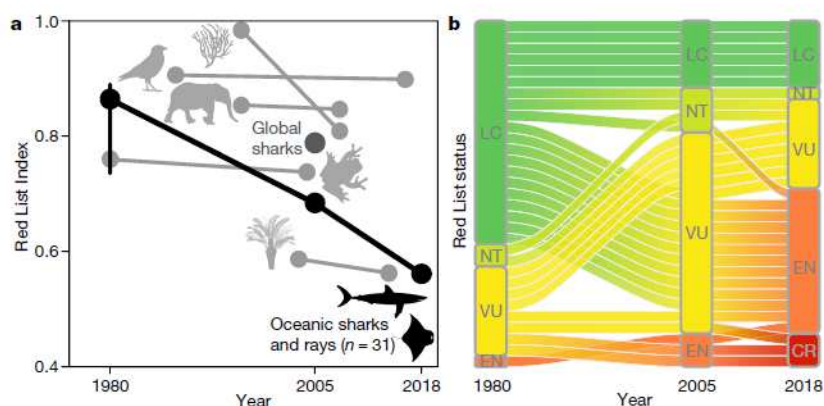 a
Red List Index
1.0
0.8
0.6
0.4
Global
sharks
Oceanic sharks
and rays (n = 31)
1980
2005
2018
Year
b
Red List status
LC
NT
VU
EN
LC
NT
VU
EN
LC
NT
VU
EN
CR
1980
2005
2018
Year